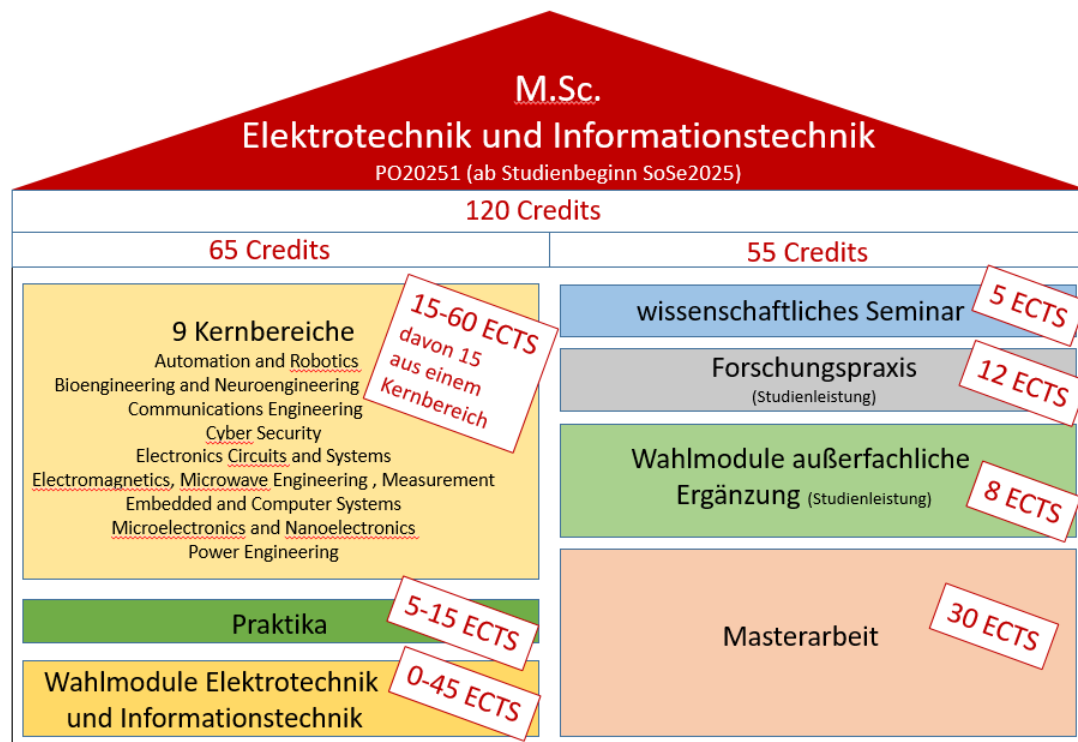 M.Sc.
Elektrotechnik und Informationstechnik
PO20251 (ab Studienbeginn SoSe2025)
120 Credits
65 Credits
55 Credits
9 Kernbereiche
Automation and Robotics
Bioengineering and Neuroengineering
Communications Engineering
Cyber Security
Electronics Circuits and Systems
Electromagnetics, Microwave Engineering , Measurement
Embedded and Computer Systems
Microelectronics and Nanoelectronics
Power Engineering
15-60 ECTS
davon 15
aus einem
Kernbereich
Praktika
5-15 ECTS
Wahlmodule Elektrotechnik
und Informationstechnik
0-45 ECTS
wissenschaftliches Seminar
5 ECTS
Forschungspraxis
(Studienleistung)
12 ECTS
Wahlmodule außerfachliche
Ergänzung (Studienleistung)
8 ECTS
Masterarbeit
30 ECTS